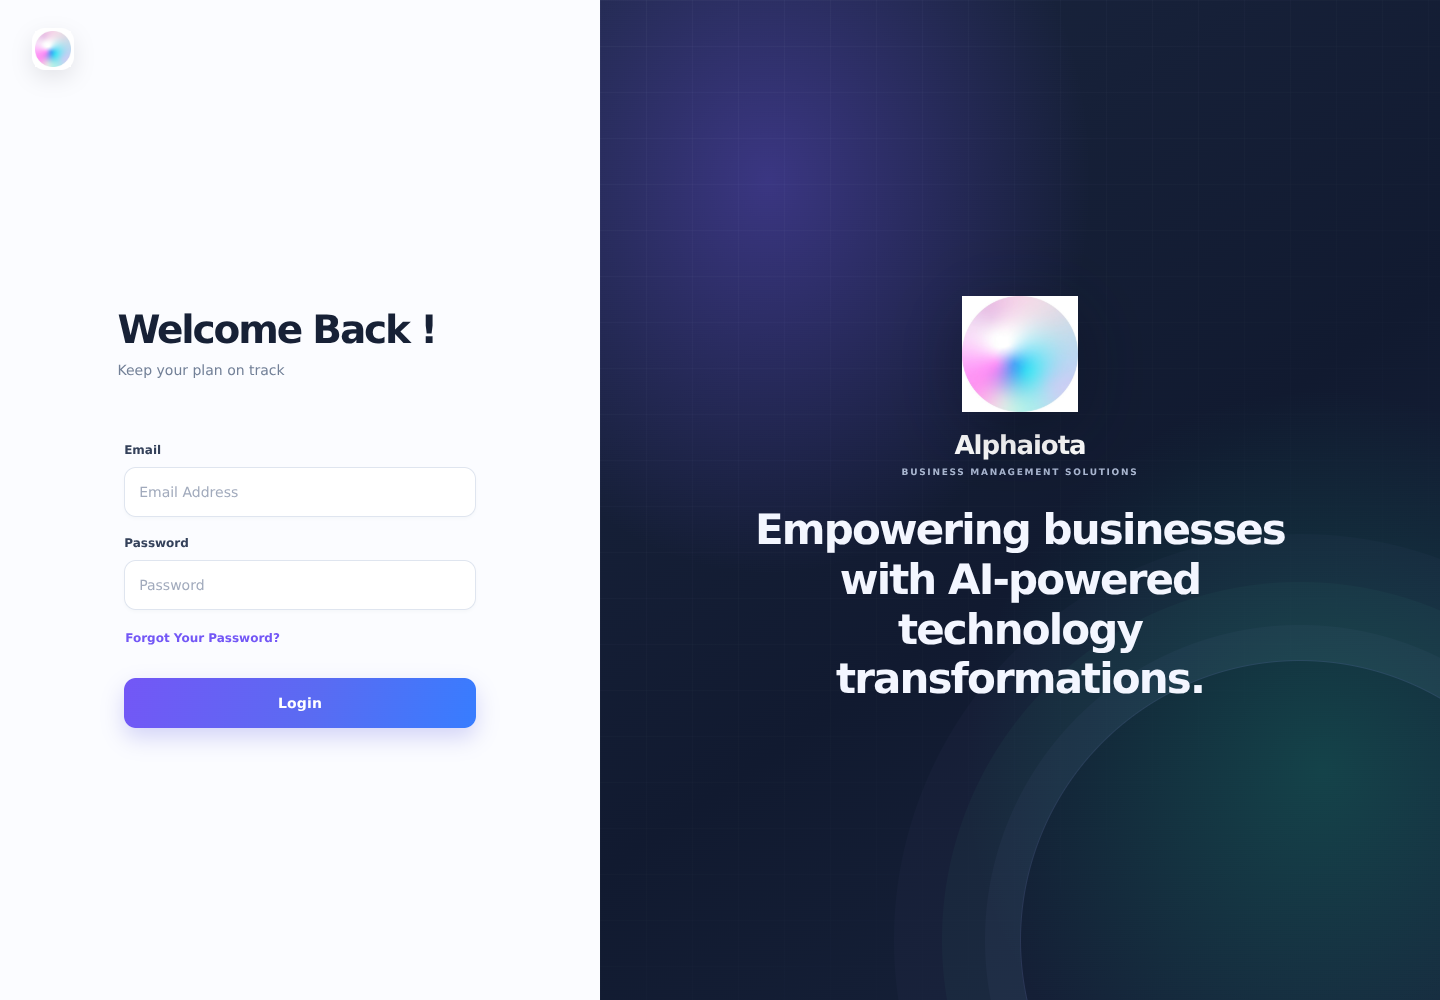 Welcome Back !
Keep your plan on track
Email
Email Address
Password
Password
Forgot Your Password?
Login
Alphaiota
BUSINESS MANAGEMENT SOLUTIONS
Empowering businesses
with AI-powered
technology
transformations.